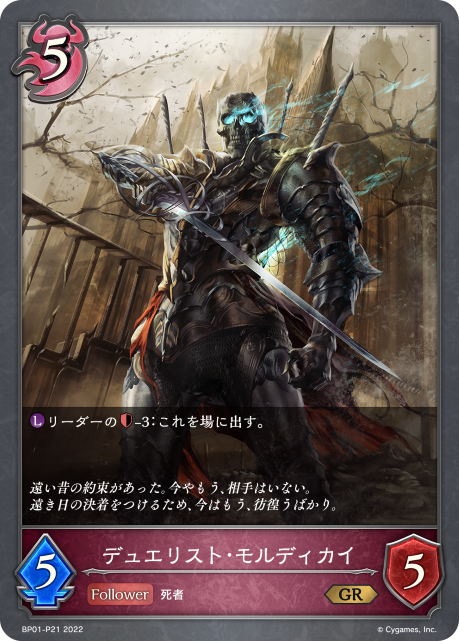 5
L リーダーの -3：これを場に出す。
遠い昔の約束があった。今やもう、相手はいない。
遠き日の決着をつけるため、今はもう、彷徨うばかり。
デュエリスト・モルディカイ
5
Follower 死者
GR
5
BP01-P21 2022
© Cygames, Inc.